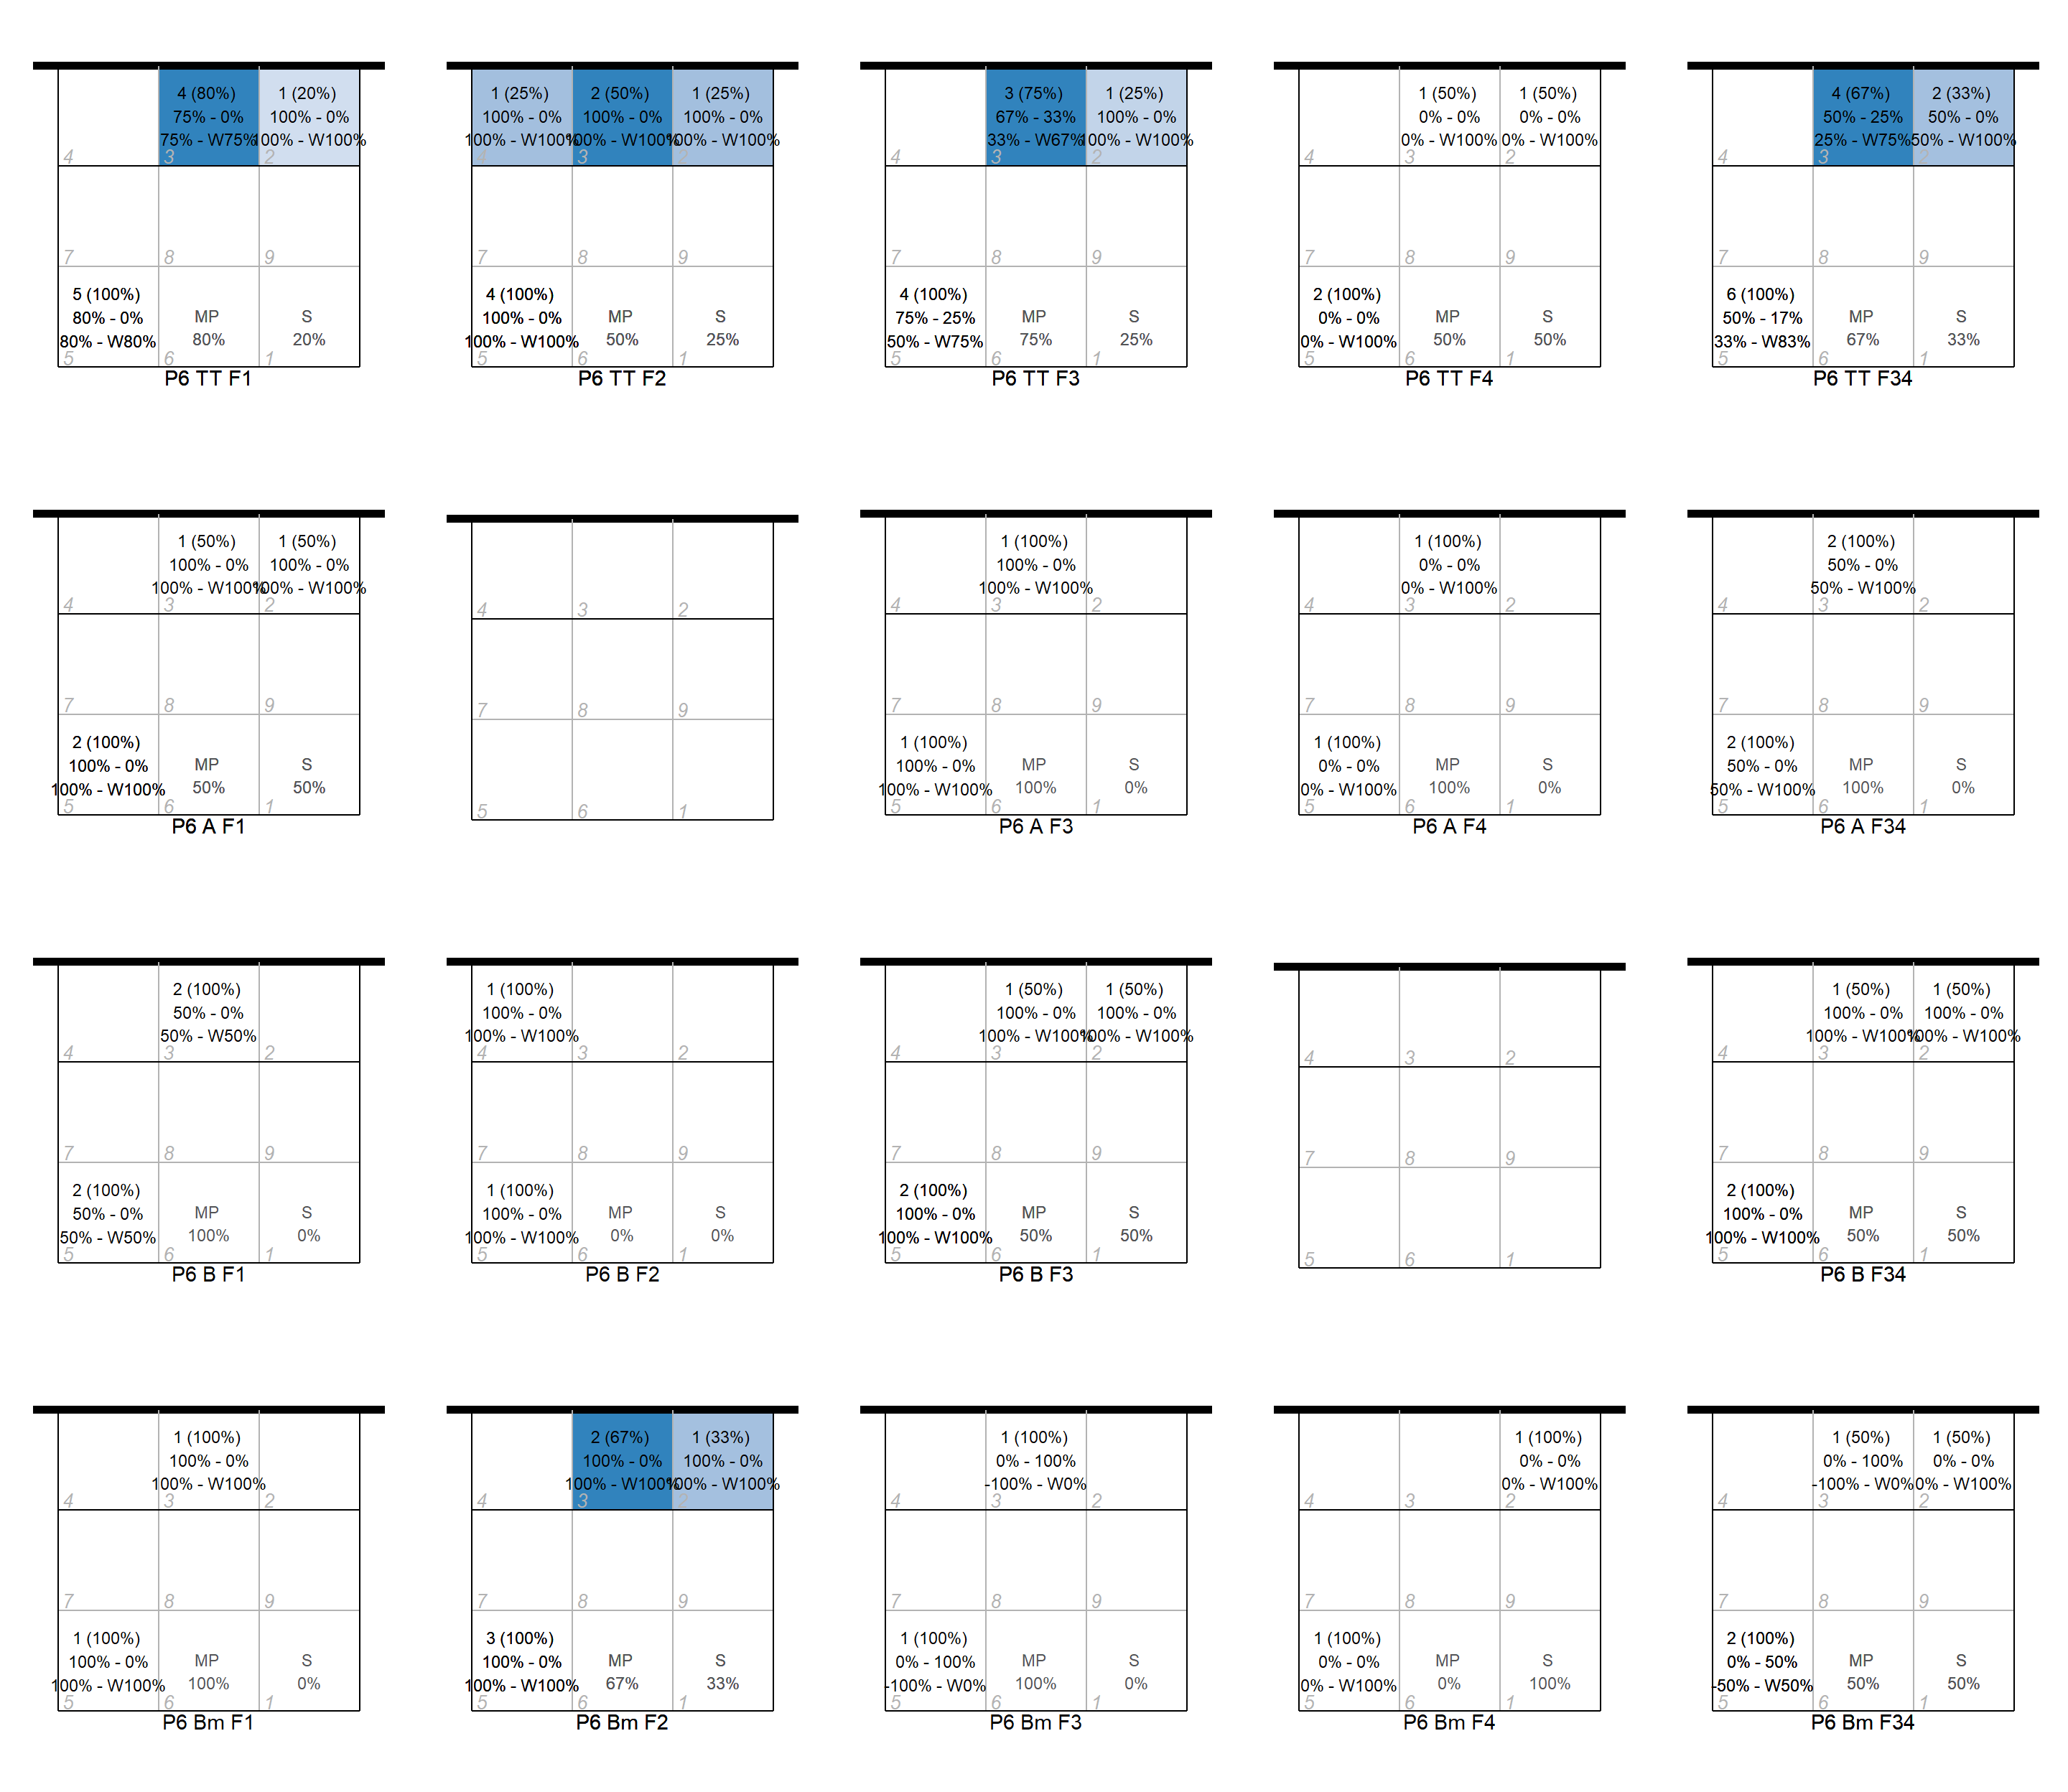 4 (80%)
75% - 0%
75% - W75%
1 (20%)
100% - 0%
100% - W100%
4
3
2
7
8
9
5 (100%)
80% - 0%
80% - W80%
MP
80%
S
20%
5
6
1
P6 TT F1
1 (25%)
100% - 0%
100% - W100%
2 (50%)
100% - 0%
100% - W100%
1 (25%)
100% - 0%
100% - W100%
4
3
2
7
8
9
4 (100%)
100% - 0%
100% - W100%
MP
50%
S
25%
5
6
1
P6 TT F2
3 (75%)
67% - 33%
33% - W67%
1 (25%)
100% - 0%
100% - W100%
4
3
2
7
8
9
4 (100%)
75% - 25%
50% - W75%
MP
75%
S
25%
5
6
1
P6 TT F3
1 (50%)
0% - 0%
0% - W100%
1 (50%)
0% - 0%
0% - W100%
4
3
2
7
8
9
2 (100%)
0% - 0%
0% - W100%
MP
50%
S
50%
5
6
1
P6 TT F4
4 (67%)
50% - 25%
25% - W75%
2 (33%)
50% - 0%
50% - W100%
4
3
2
7
8
9
6 (100%)
50% - 17%
33% - W83%
MP
67%
S
33%
5
6
1
P6 TT F34
1 (50%)
100% - 0%
100% - W100%
1 (50%)
100% - 0%
100% - W100%
4
3
2
7
8
9
2 (100%)
100% - 0%
100% - W100%
MP
50%
S
50%
5
6
1
P6 A F1
4
3
2
7
8
9
5
6
1
1 (100%)
100% - 0%
100% - W100%
4
3
2
7
8
9
1 (100%)
100% - 0%
100% - W100%
MP
100%
S
0%
5
6
1
P6 A F3
1 (100%)
0% - 0%
0% - W100%
4
3
2
7
8
9
1 (100%)
0% - 0%
0% - W100%
MP
100%
S
0%
5
6
1
P6 A F4
2 (100%)
50% - 0%
50% - W100%
4
3
2
7
8
9
2 (100%)
50% - 0%
50% - W100%
MP
100%
S
0%
5
6
1
P6 A F34
2 (100%)
50% - 0%
50% - W50%
4
3
2
7
8
9
2 (100%)
50% - 0%
50% - W50%
MP
100%
S
0%
5
6
1
P6 B F1
1 (100%)
100% - 0%
100% - W100%
4
3
2
7
8
9
1 (100%)
100% - 0%
100% - W100%
MP
0%
S
0%
5
6
1
P6 B F2
1 (50%)
100% - 0%
100% - W100%
1 (50%)
100% - 0%
100% - W100%
4
3
2
7
8
9
2 (100%)
100% - 0%
100% - W100%
MP
50%
S
50%
5
6
1
P6 B F3
4
3
2
7
8
9
5
6
1
1 (50%)
100% - 0%
100% - W100%
1 (50%)
100% - 0%
100% - W100%
4
3
2
7
8
9
2 (100%)
100% - 0%
100% - W100%
MP
50%
S
50%
5
6
1
P6 B F34
1 (100%)
100% - 0%
100% - W100%
4
3
2
7
8
9
1 (100%)
100% - 0%
100% - W100%
MP
100%
S
0%
5
6
1
P6 Bm F1
2 (67%)
100% - 0%
100% - W100%
1 (33%)
100% - 0%
100% - W100%
4
3
2
7
8
9
3 (100%)
100% - 0%
100% - W100%
MP
67%
S
33%
5
6
1
P6 Bm F2
1 (100%)
0% - 100%
-100% - W0%
4
3
2
7
8
9
1 (100%)
0% - 100%
-100% - W0%
MP
100%
S
0%
5
6
1
P6 Bm F3
1 (100%)
0% - 0%
0% - W100%
4
3
2
7
8
9
1 (100%)
0% - 0%
0% - W100%
MP
0%
S
100%
5
6
1
P6 Bm F4
1 (50%)
0% - 100%
-100% - W0%
1 (50%)
0% - 0%
0% - W100%
4
3
2
7
8
9
2 (100%)
0% - 50%
-50% - W50%
MP
50%
S
50%
5
6
1
P6 Bm F34